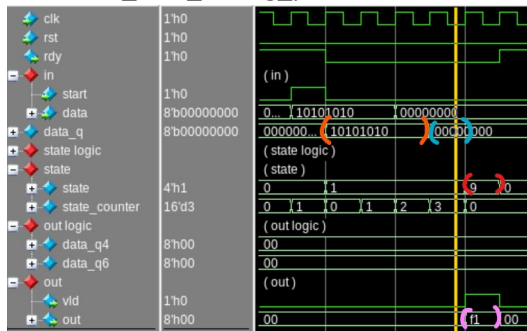 clk 1'h0
rst 1'h0
rdy 1'h0
in ( in )
start 1'h0
data 8'b00000000 0... 10101010 00000000
data_q 8'b00000000 000000... 10101010 00000000
state logic ( state logic )
state ( state )
state 4'h1 0 1 9 0
state_counter 16'd3 0 1 0 1 2 3 0
out logic ( out logic )
data_q4 8'h00 00
data_q6 8'h00 00
out ( out )
vld 1'h0
out 8'h00 00 f1 00